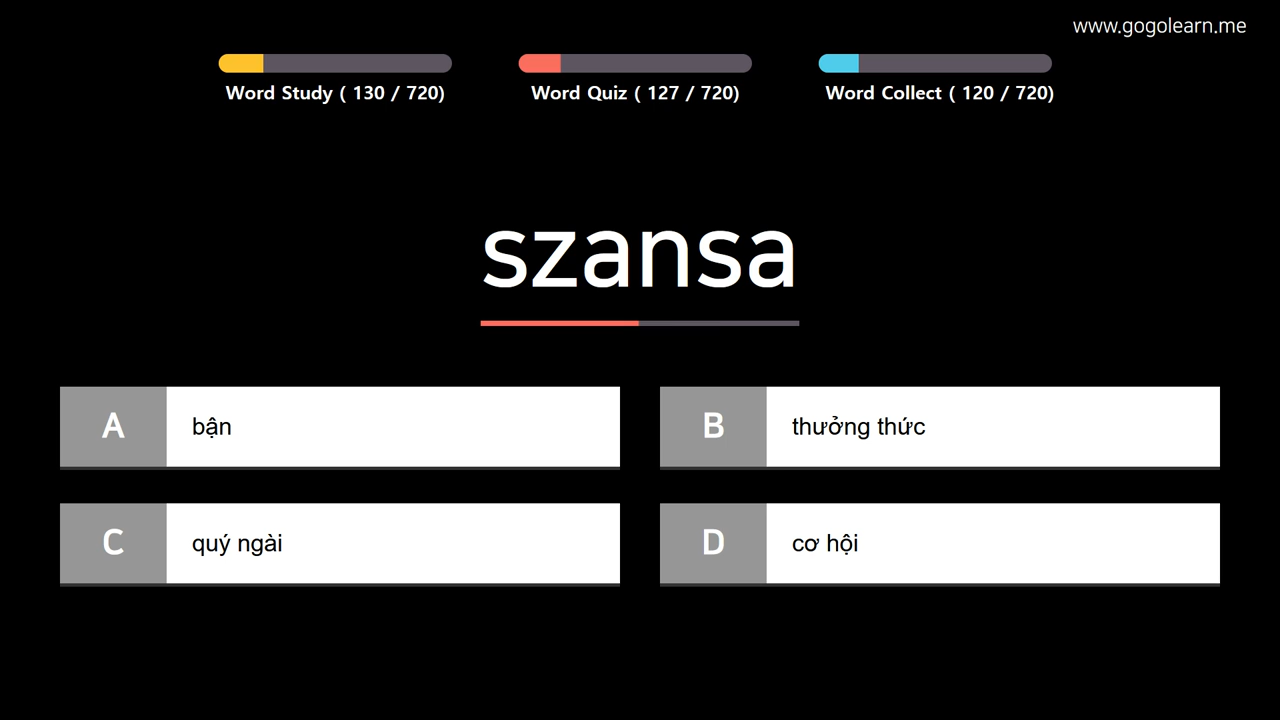 www.gogolearn.me
Word Study ( 130 / 720)
Word Quiz ( 127 / 720)
Word Collect ( 120 / 720)
szansa
A bận
B thưởng thức
C quý ngài
D cơ hội